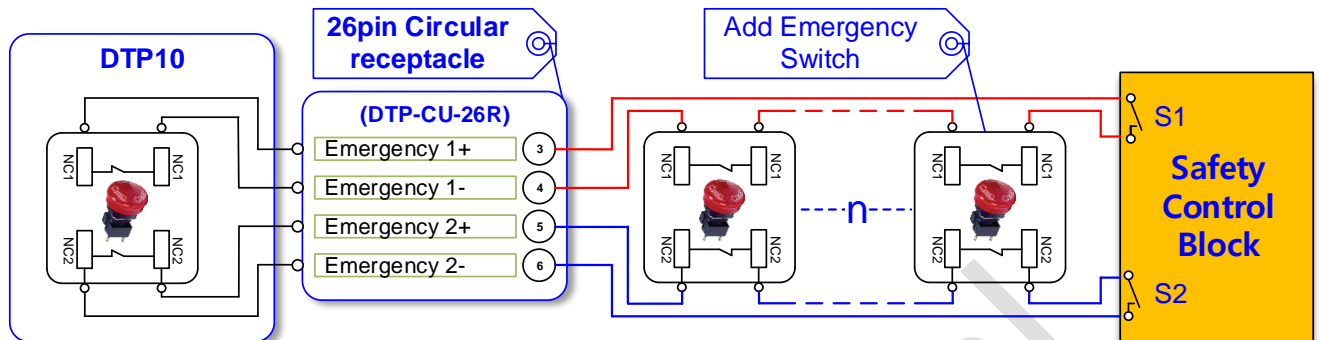 DTP10
NC1
NC1
NC2
NC2
26pin Circular
receptacle
(DTP-CU-26R)
Emergency 1+
3
Emergency 1-
4
Emergency 2+
5
Emergency 2-
6
NC1
NC1
NC2
NC2
n
Add Emergency
Switch
NC1
NC1
NC2
NC2
S1
Safety
Control
Block
S2